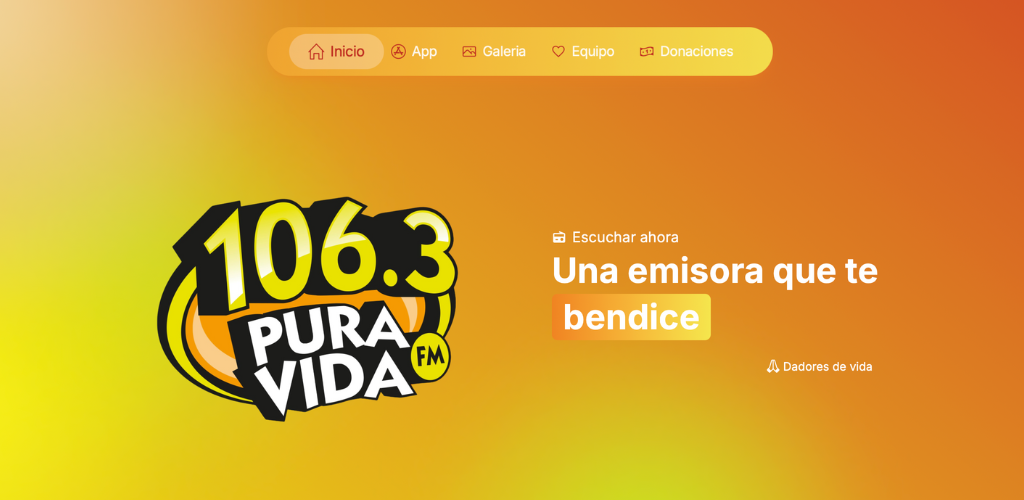 Inicio App Galeria Equipo Donaciones
106.3
PURA
VIDA
FM
Escuchar ahora
Una emisora que te
bendice
Dadores de vida